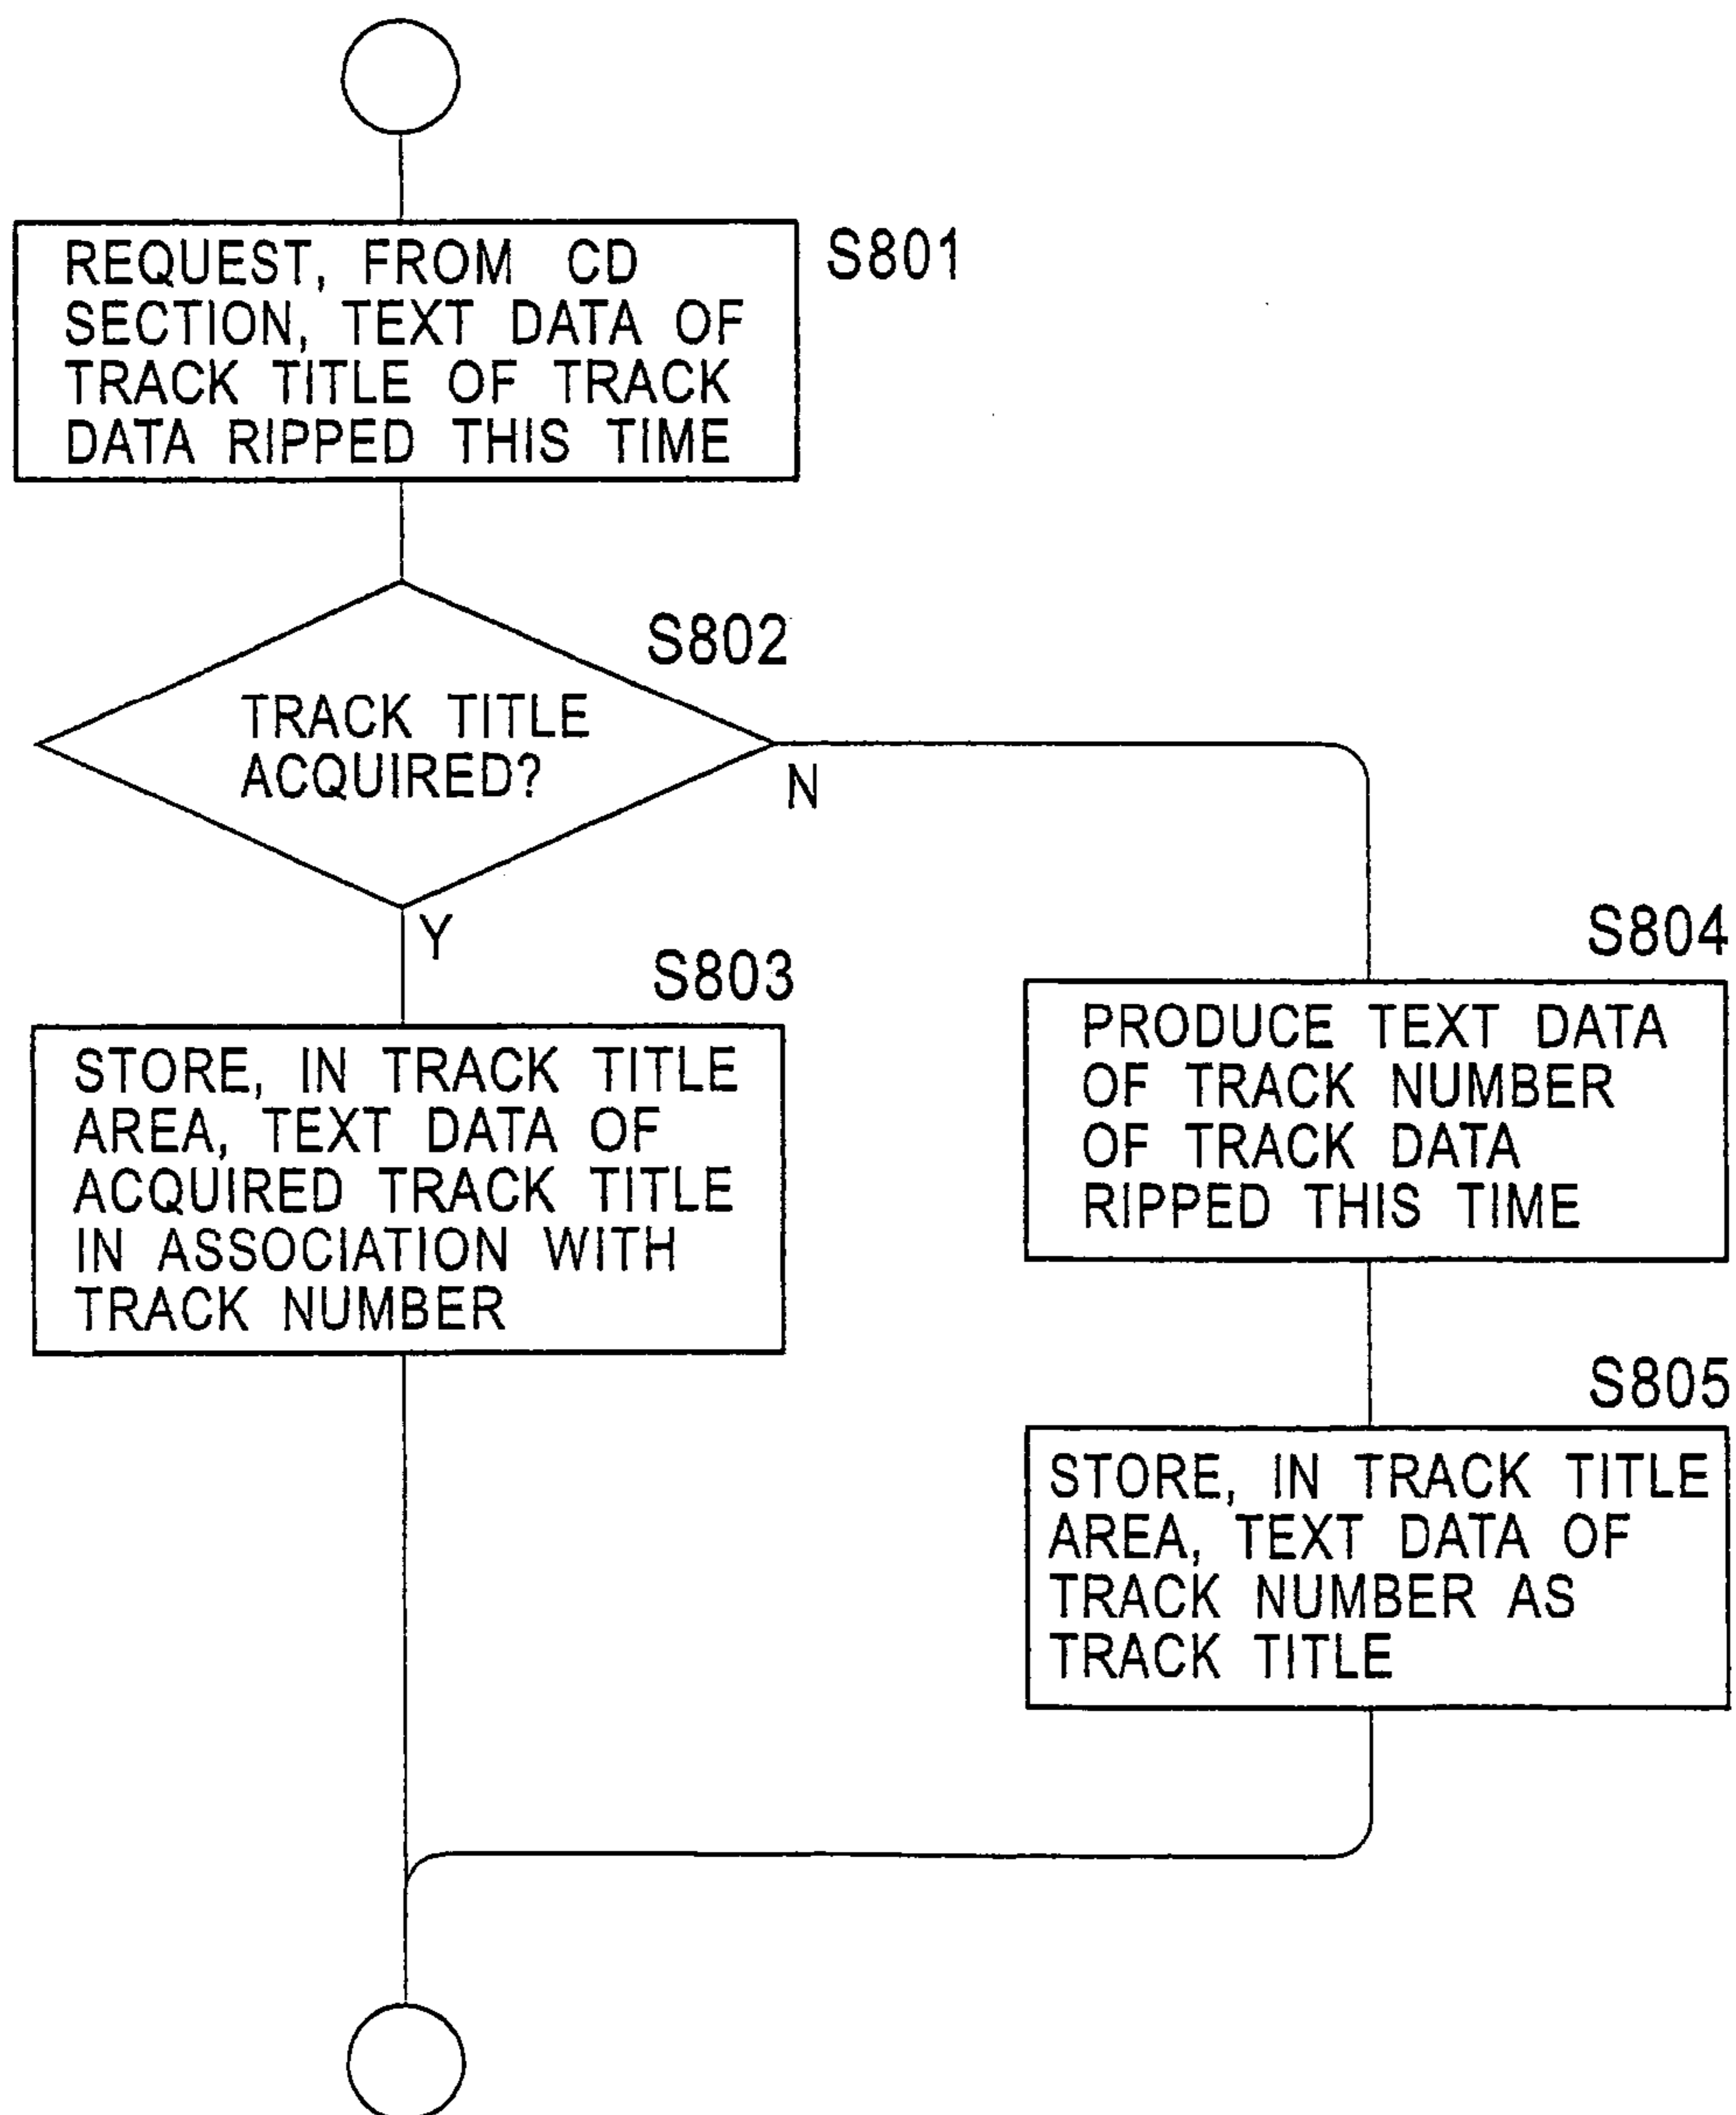 REQUEST, FROM CD
SECTION, TEXT DATA OF
TRACK TITLE OF TRACK
DATA RIPPED THIS TIME
S801
S802
TRACK TITLE
ACQUIRED?
N
Y
S803
STORE, IN TRACK TITLE
AREA, TEXT DATA OF
ACQUIRED TRACK TITLE
IN ASSOCIATION WITH
TRACK NUMBER
S804
PRODUCE TEXT DATA
OF TRACK NUMBER
OF TRACK DATA
RIPPED THIS TIME
S805
STORE, IN TRACK TITLE
AREA, TEXT DATA OF
TRACK NUMBER AS
TRACK TITLE